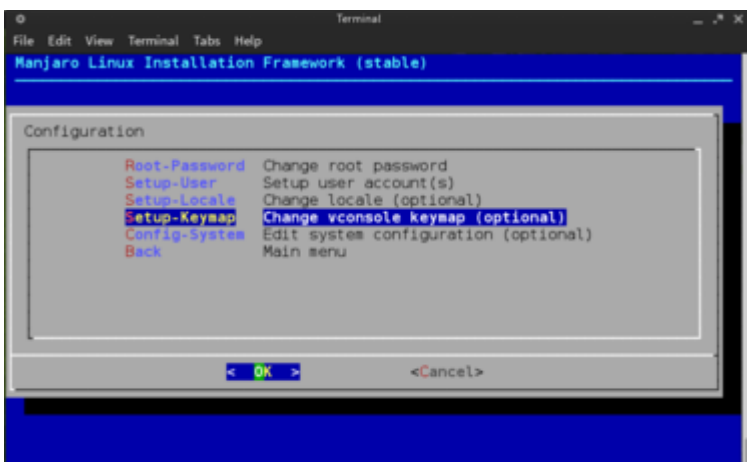 Terminal
File Edit View Terminal Tabs Help
Manjaro Linux Installation Framework (stable)
Configuration
Root-Password Change root password
Setup-User Setup user account(s)
Setup-Locale Change locale (optional)
Setup-Keymap Change vconsole keymap (optional)
Config-System Edit system configuration (optional)
Back Main menu
< OK > <Cancel>